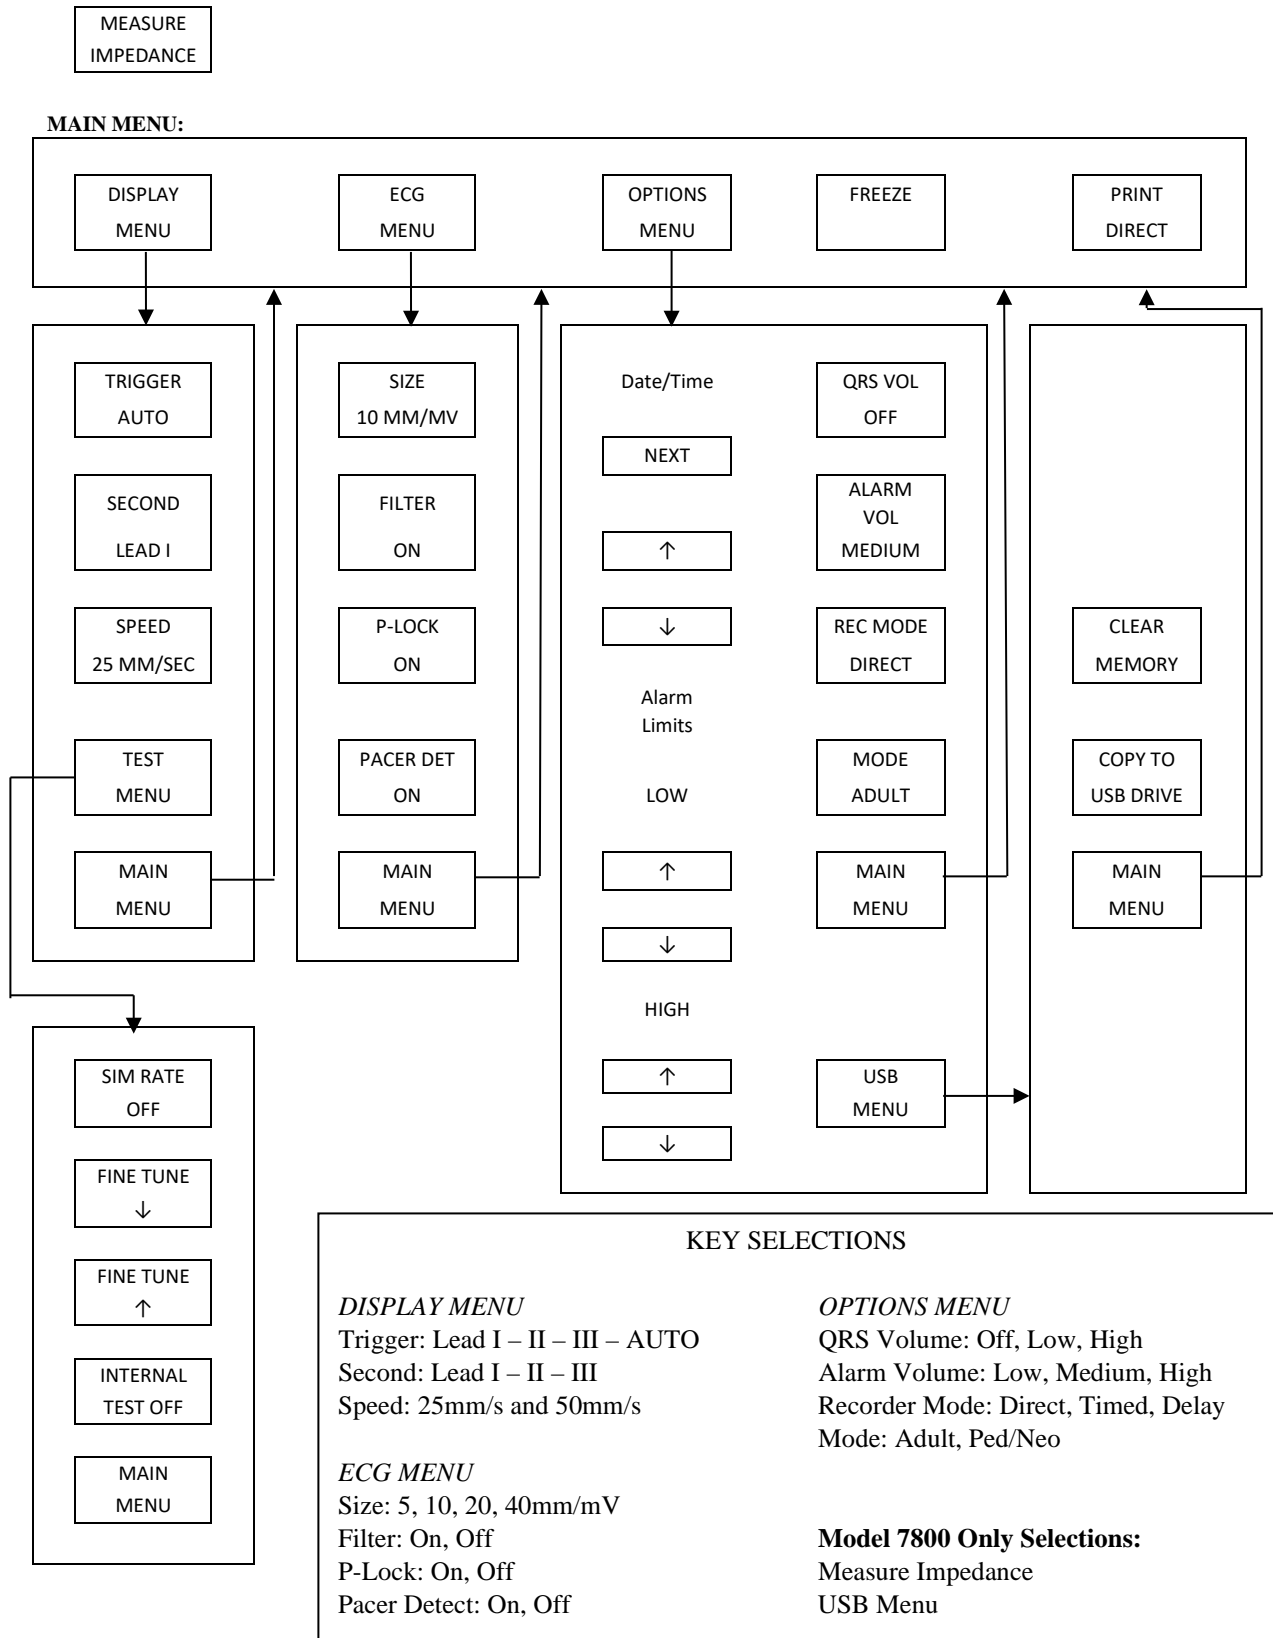 MEASURE
IMPEDANCE
MAIN MENU:
DISPLAY
MENU
ECG
MENU
OPTIONS
MENU
FREEZE
PRINT
DIRECT
TRIGGER
AUTO
SECOND
LEAD I
SPEED
25 MM/SEC
TEST
MENU
MAIN
MENU
SIZE
10 MM/MV
FILTER
ON
P-LOCK
ON
PACER DET
ON
MAIN
MENU
Date/Time
NEXT
↑
↓
Alarm
Limits
LOW
↑
↓
HIGH
↑
↓
QRS VOL
OFF
ALARM
VOL
MEDIUM
REC MODE
DIRECT
MODE
ADULT
MAIN
MENU
USB
MENU
CLEAR
MEMORY
COPY TO
USB DRIVE
MAIN
MENU
SIM RATE
OFF
FINE TUNE
↓
FINE TUNE
↑
INTERNAL
TEST OFF
MAIN
MENU
KEY SELECTIONS
DISPLAY MENU
Trigger: Lead I – II – III – AUTO
Second: Lead I – II – III
Speed: 25mm/s and 50mm/s
ECG MENU
Size: 5, 10, 20, 40mm/mV
Filter: On, Off
P-Lock: On, Off
Pacer Detect: On, Off
OPTIONS MENU
QRS Volume: Off, Low, High
Alarm Volume: Low, Medium, High
Recorder Mode: Direct, Timed, Delay
Mode: Adult, Ped/Neo
Model 7800 Only Selections:
Measure Impedance
USB Menu